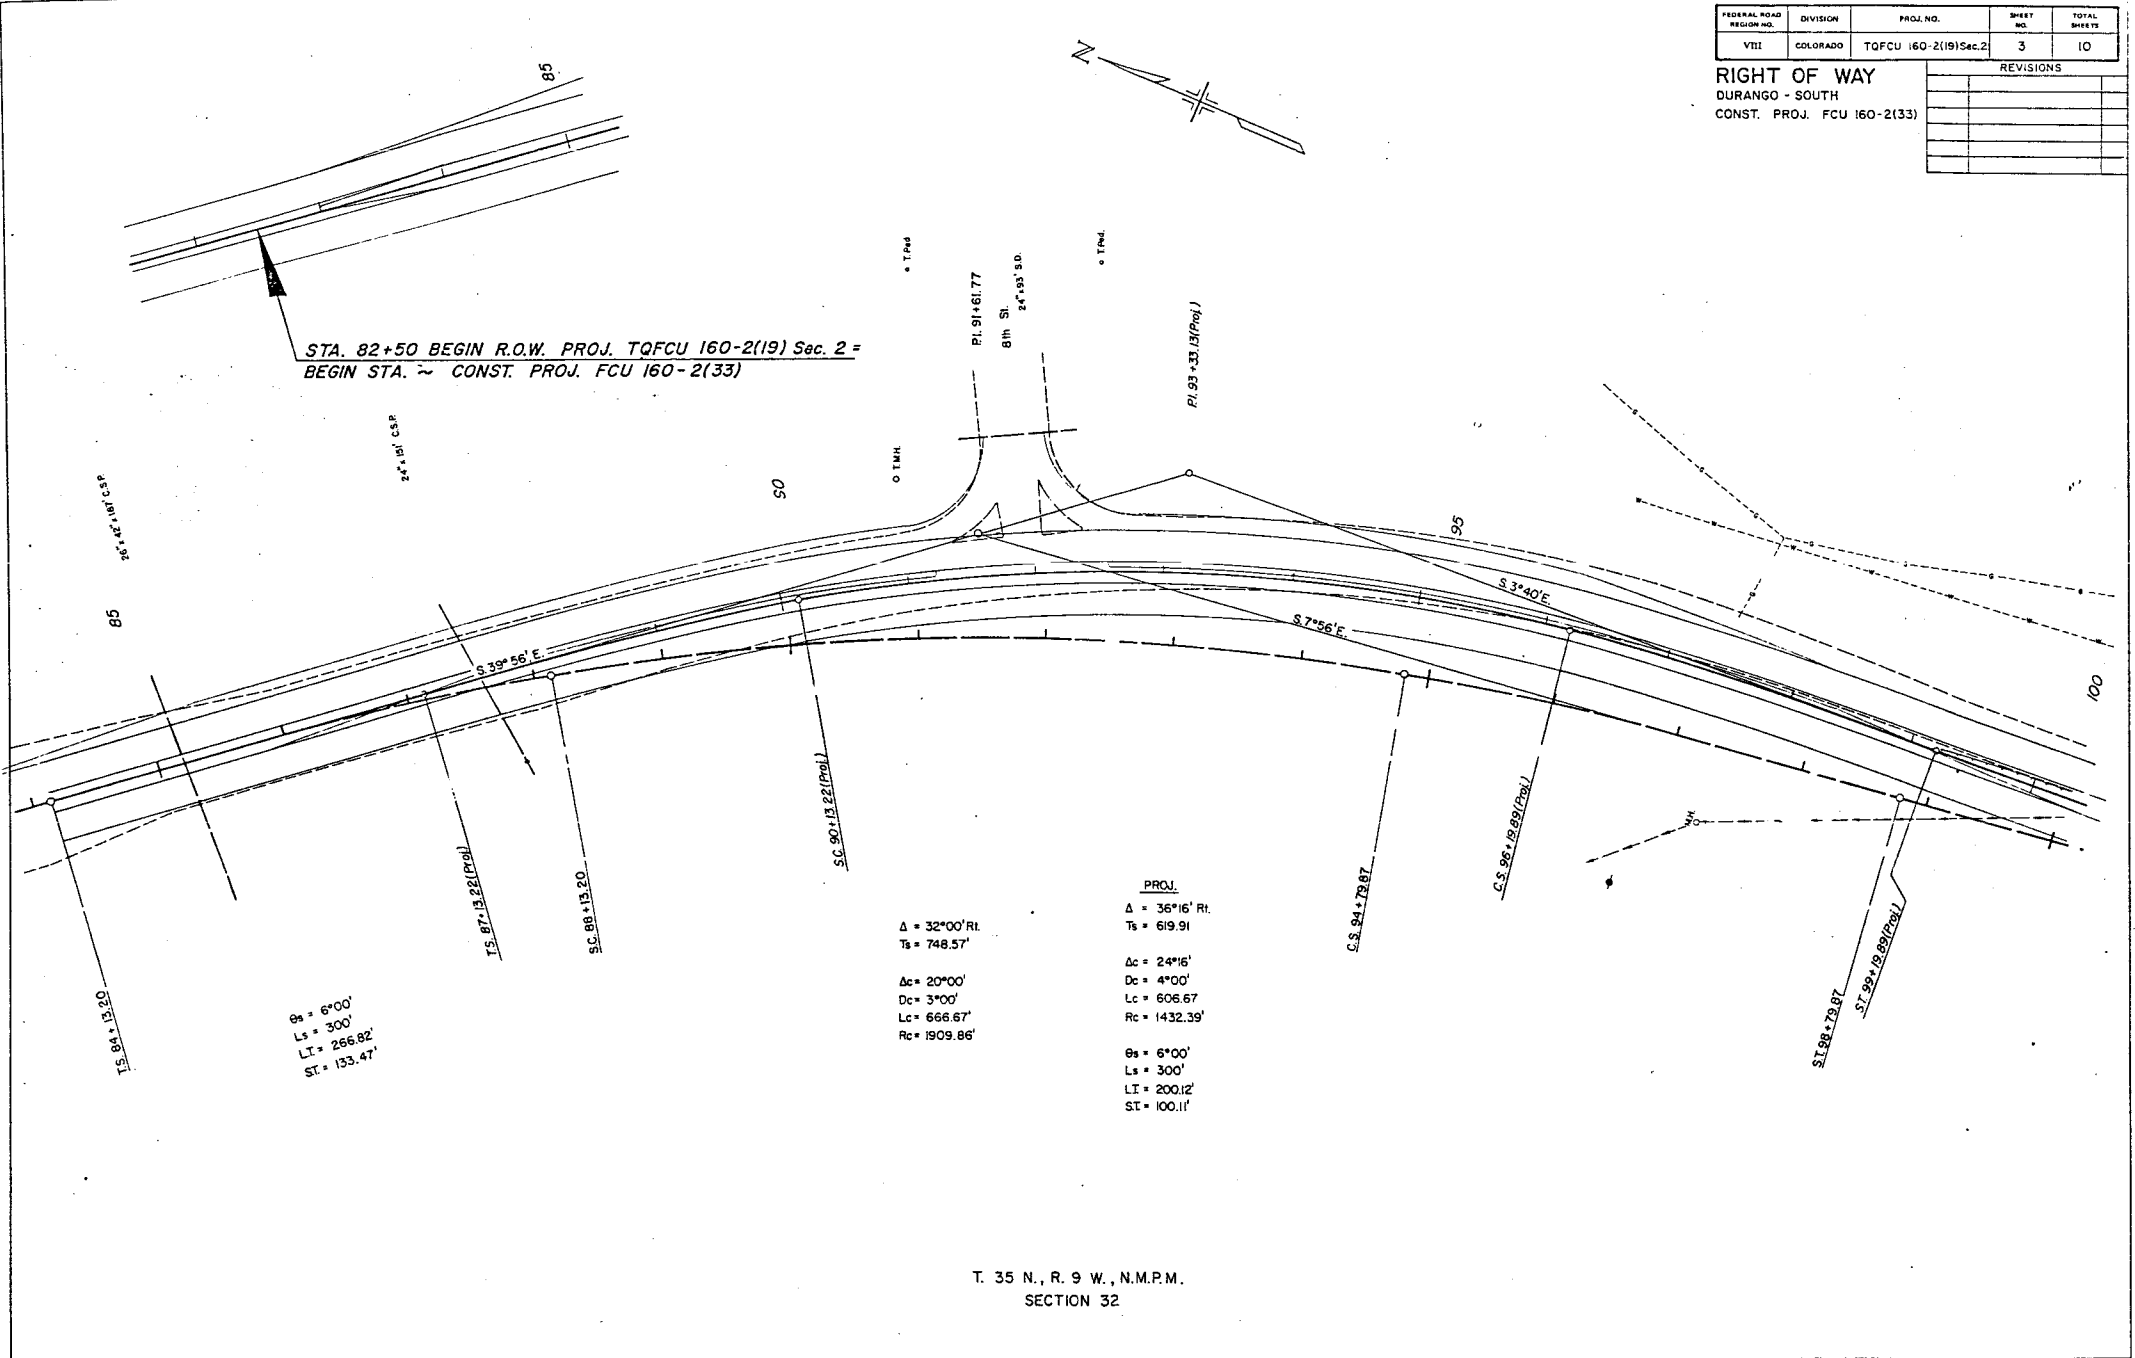 FEDERAL ROAD REGION NO. DIVISION PROJ. NO. SHEET NO. TOTAL SHEETS
VIII COLORADO TQFCU 160-2(19)Sec.2 3 10
RIGHT OF WAY
DURANGO - SOUTH
CONST. PROJ. FCU 160-2(33)
REVISIONS
N
85
STA. 82+50 BEGIN R.O.W. PROJ. TQFCU 160-2(19) Sec. 2 =
BEGIN STA. ~ CONST. PROJ. FCU 160-2(33)
T.Ped
P.I. 91+61.77
8th St.
24"x93' S.D.
T.Ped.
P.I. 93+33.13(Proj.)
26"x42"x167' C.S.P.
24"x151' C.S.P.
T.M.H.
85
90
95
100
S.39°56'E.
S.7°56'E.
S.3°40'E.
G
G
G
G
G
W
W
W
W
W
W
M.H.
T.S. 84+13.20
T.S. 87+13.22(Proj.)
S.C. 88+13.20
S.C. 90+13.22(Proj.)
C.S. 94+79.87
C.S. 96+19.89(Proj.)
S.T. 98+79.87
S.T. 99+19.89(Proj.)
θs = 6°00'
Ls = 300'
L.T. = 266.82'
S.T. = 133.47'
Δ = 32°00' Rt.
Ts = 748.57'
Δc = 20°00'
Dc = 3°00'
Lc = 666.67'
Rc = 1909.86'
PROJ.
Δ = 36°16' Rt.
Ts = 619.91
Δc = 24°16'
Dc = 4°00'
Lc = 606.67
Rc = 1432.39'
θs = 6°00'
Ls = 300'
L.T. = 200.12'
S.T. = 100.11'
T. 35 N., R. 9 W., N.M.P.M.
SECTION 32